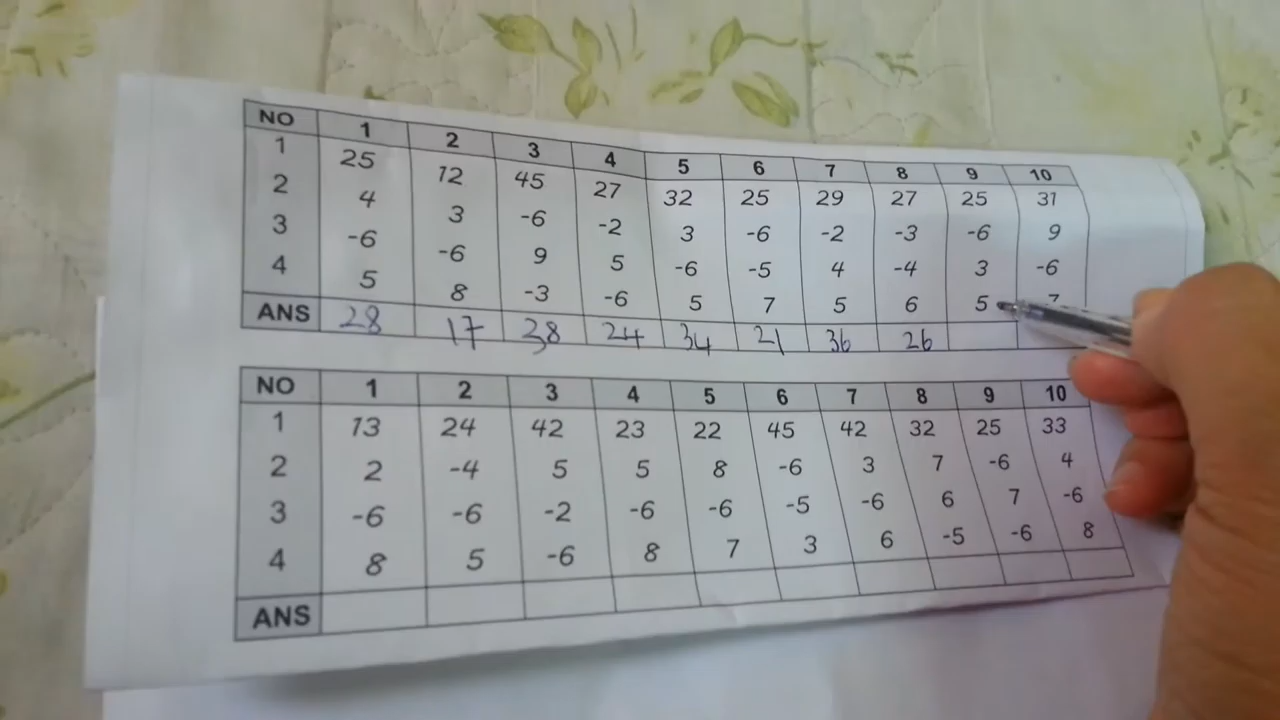 NO 1 2 3 4 5 6 7 8 9 10
1 25 12 45 27 32 25 29 27 25 31
2 4 3 -6 -2 3 -6 -2 -3 -6 9
3 -6 -6 9 5 -6 -5 4 -4 3 -6
4 5 8 -3 -6 5 7 5 6 5 7
ANS 28 17 38 24 34 21 36 26
NO 1 2 3 4 5 6 7 8 9 10
1 13 24 42 23 22 45 42 32 25 33
2 2 -4 5 5 8 -6 3 7 -6 4
3 -6 -6 -2 -6 -6 -5 -6 6 7 -6
4 8 5 -6 8 7 3 6 -5 -6 8
ANS